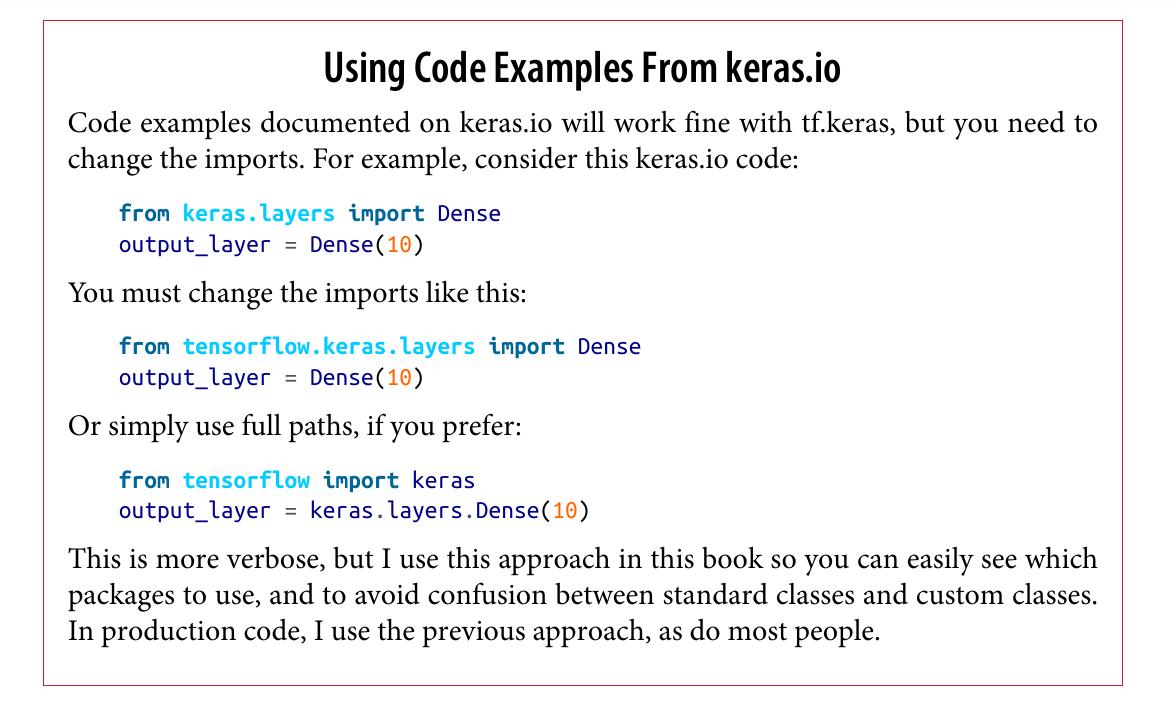 Using Code Examples From keras.io
Code examples documented on keras.io will work fine with tf.keras, but you need to
change the imports. For example, consider this keras.io code:
from keras.layers import Dense
output_layer = Dense(10)
You must change the imports like this:
from tensorflow.keras.layers import Dense
output_layer = Dense(10)
Or simply use full paths, if you prefer:
from tensorflow import keras
output_layer = keras.layers.Dense(10)
This is more verbose, but I use this approach in this book so you can easily see which
packages to use, and to avoid confusion between standard classes and custom classes.
In production code, I use the previous approach, as do most people.